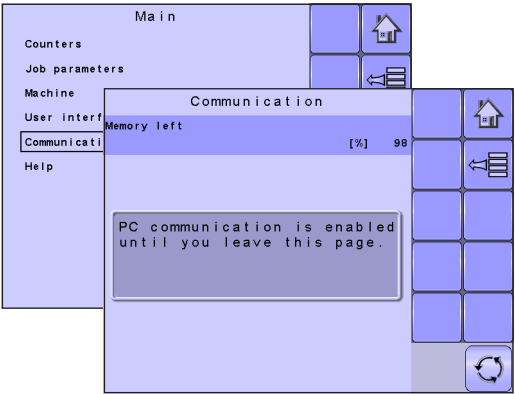 Main
Counters
Job parameters
Machine
User interf
Communicati
Help
Communication
Memory left
[%] 98
PC communication is enabled
until you leave this page.